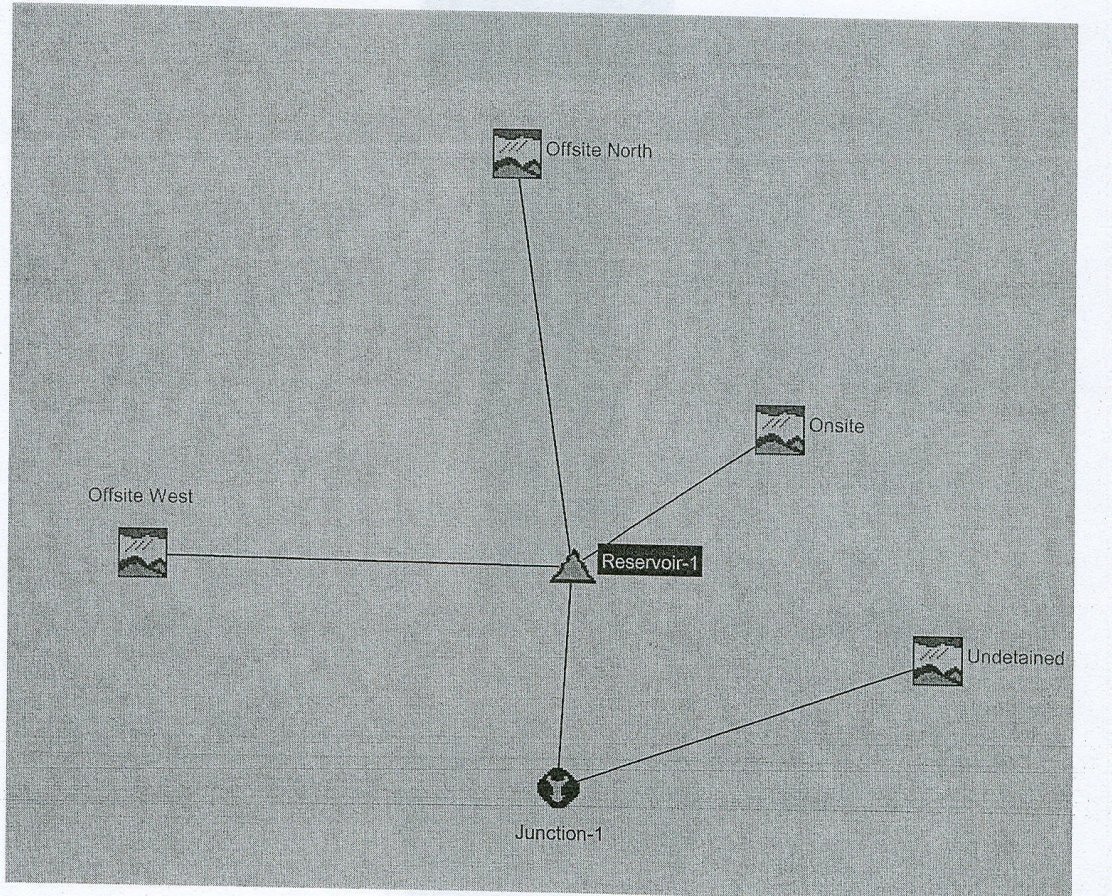 Offsite North
Onsite
Offsite West
Reservoir-1
Undetained
Junction-1